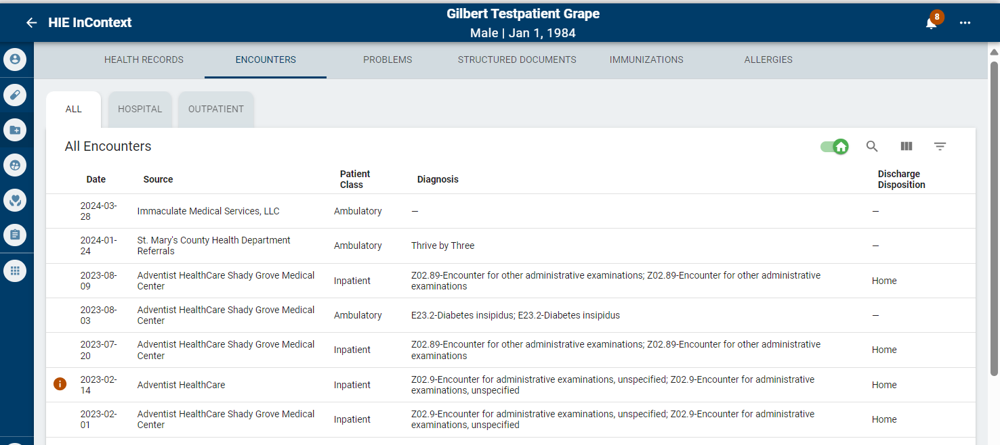 HIE InContext
Gilbert Testpatient Grape
Male | Jan 1, 1984
8
HEALTH RECORDS
ENCOUNTERS
PROBLEMS
STRUCTURED DOCUMENTS
IMMUNIZATIONS
ALLERGIES
ALL
HOSPITAL
OUTPATIENT
All Encounters
Date
Source
Patient
Class
Diagnosis
Discharge
Disposition
2024-03-
28
Immaculate Medical Services, LLC
Ambulatory
—
—
2024-01-
24
St. Mary's County Health Department
Referrals
Ambulatory
Thrive by Three
—
2023-08-
09
Adventist HealthCare Shady Grove Medical
Center
Inpatient
Z02.89-Encounter for other administrative examinations; Z02.89-Encounter for other administrative
examinations
Home
2023-08-
03
Adventist HealthCare Shady Grove Medical
Center
Ambulatory
E23.2-Diabetes insipidus; E23.2-Diabetes insipidus
—
2023-07-
20
Adventist HealthCare Shady Grove Medical
Center
Inpatient
Z02.89-Encounter for other administrative examinations; Z02.89-Encounter for other administrative
examinations
Home
2023-02-
14
Adventist HealthCare
Inpatient
Z02.9-Encounter for administrative examinations, unspecified; Z02.9-Encounter for administrative
examinations, unspecified
Home
2023-02-
01
Adventist HealthCare Shady Grove Medical
Center
Inpatient
Z02.9-Encounter for administrative examinations, unspecified; Z02.9-Encounter for administrative
examinations, unspecified
Home